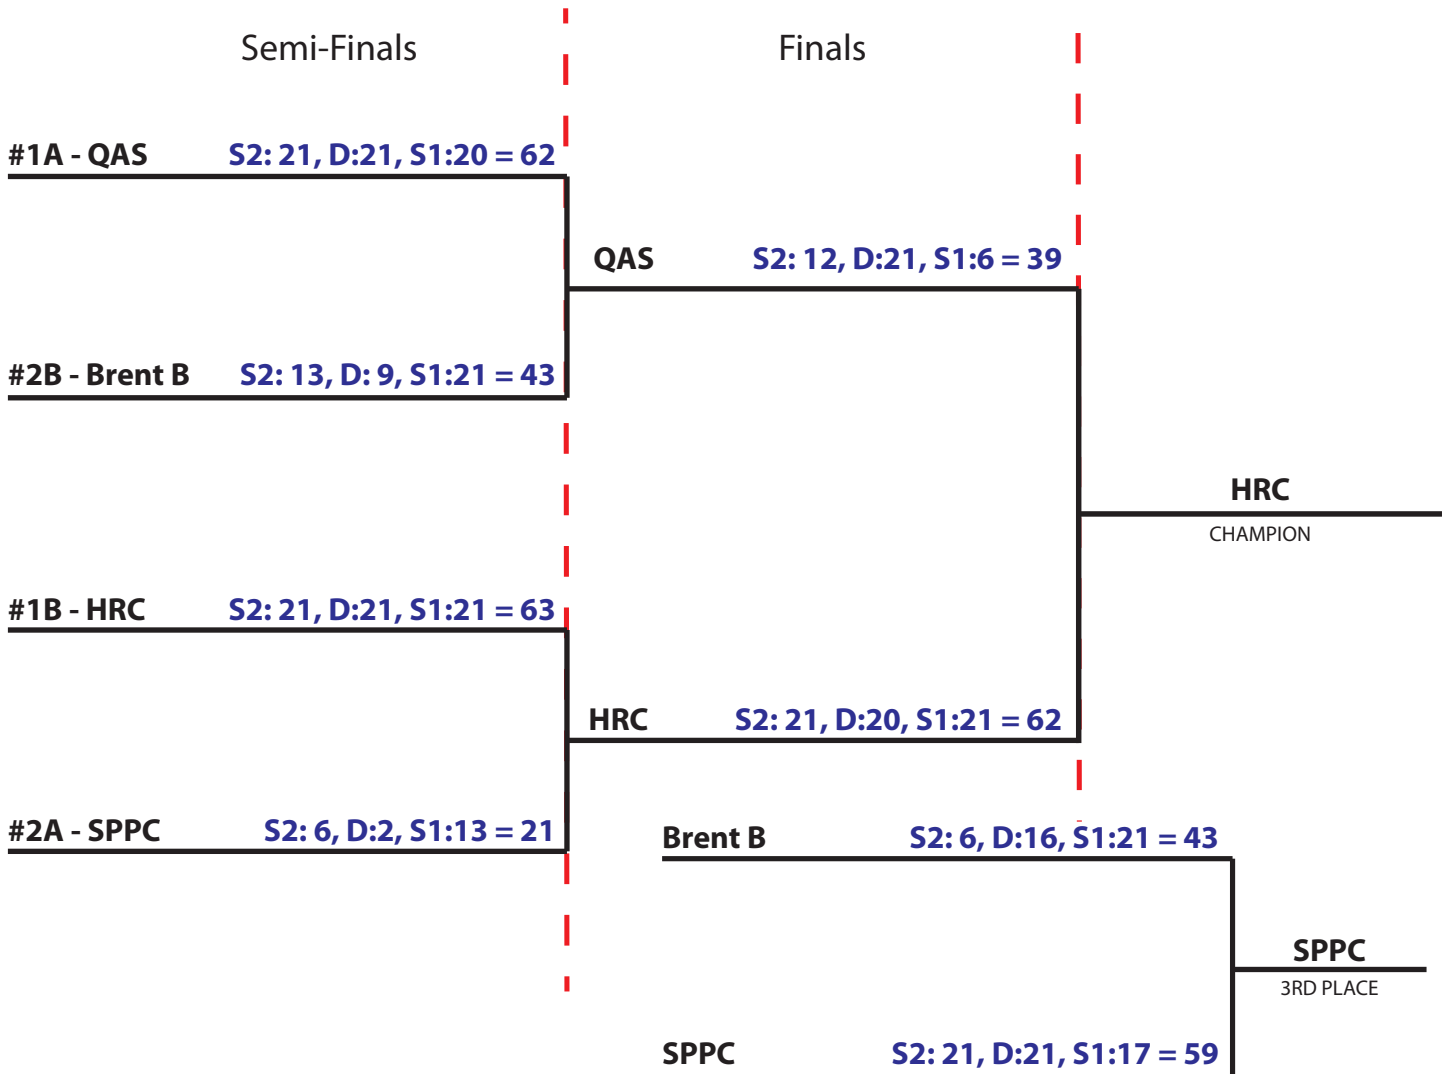 Semi-Finals
Finals
#1A - QAS S2: 21, D:21, S1:20 = 62
QAS S2: 12, D:21, S1:6 = 39
#2B - Brent B S2: 13, D: 9, S1:21 = 43
HRC
CHAMPION
#1B - HRC S2: 21, D:21, S1:21 = 63
HRC S2: 21, D:20, S1:21 = 62
#2A - SPPC S2: 6, D:2, S1:13 = 21
Brent B S2: 6, D:16, S1:21 = 43
SPPC
3RD PLACE
SPPC S2: 21, D:21, S1:17 = 59